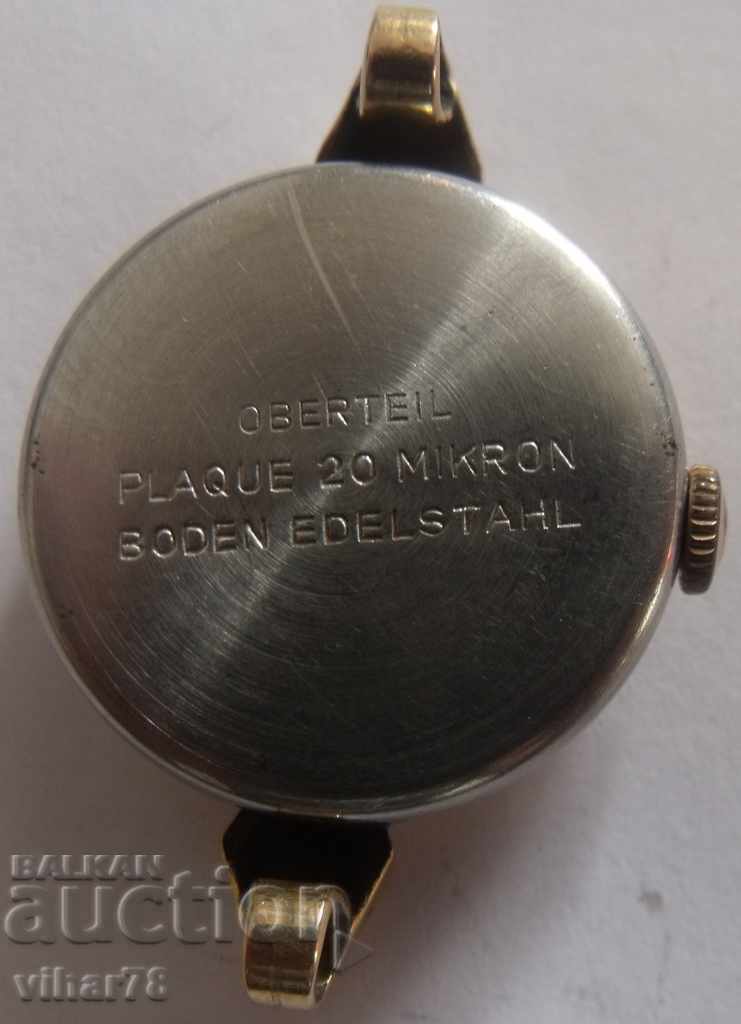 OBERTEIL
PLAQUE 20 MIKRON
BODEN EDELSTAHL
BALKAN
auction
vihar78